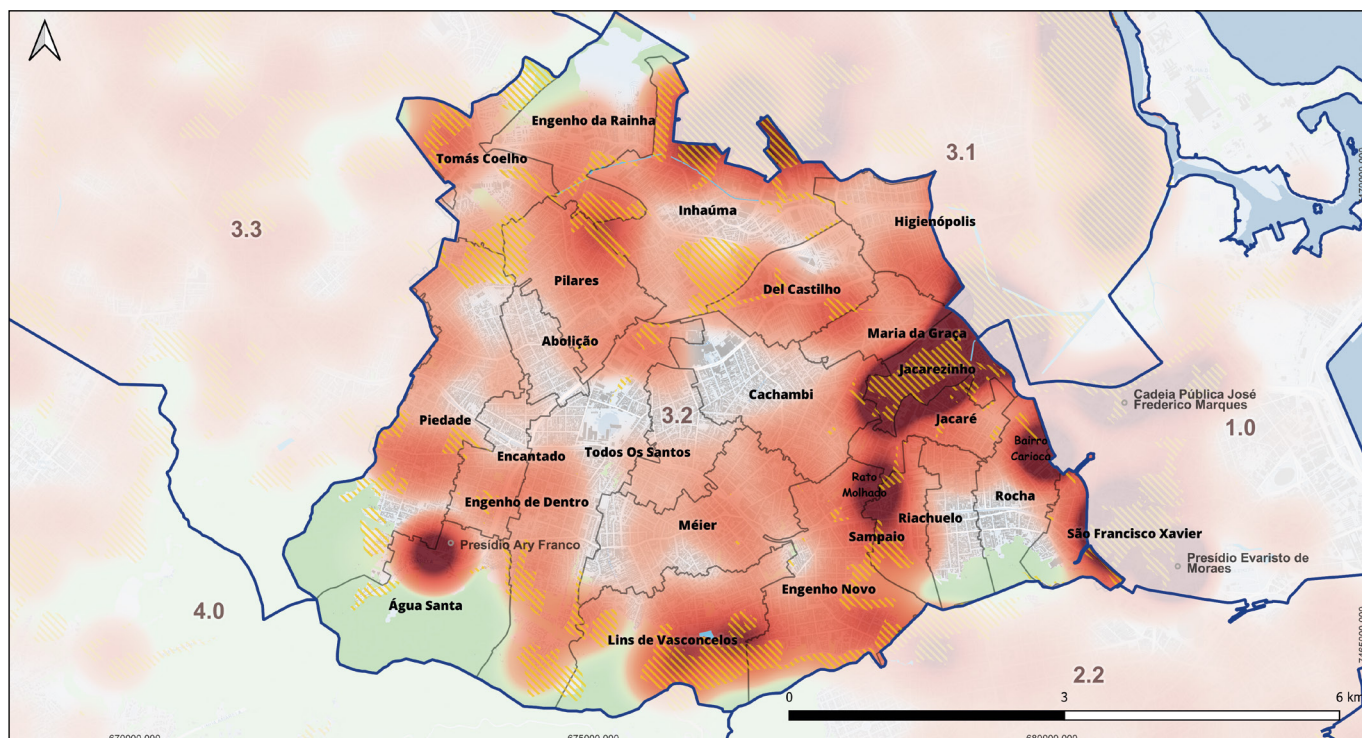 Engenho da Rainha
Tomás Coelho
3.1
Inhaúma
Higienópolis
3.3
Pilares
Del Castilho
Maria da Graça
Abolição
Jacarezinho
Cachambi
Cadeia Pública José
Frederico Marques
3.2
Piedade
Jacaré
1.0
Bairro
Carioca
Encantado
Todos Os Santos
Rato
Molhado
Engenho de Dentro
Rocha
Riachuelo
Méier
Sampaio
São Francisco Xavier
Presídio Ary Franco
Presídio Evaristo de
Moraes
Engenho Novo
Água Santa
4.0
Lins de Vasconcelos
2.2
0
3
6 km